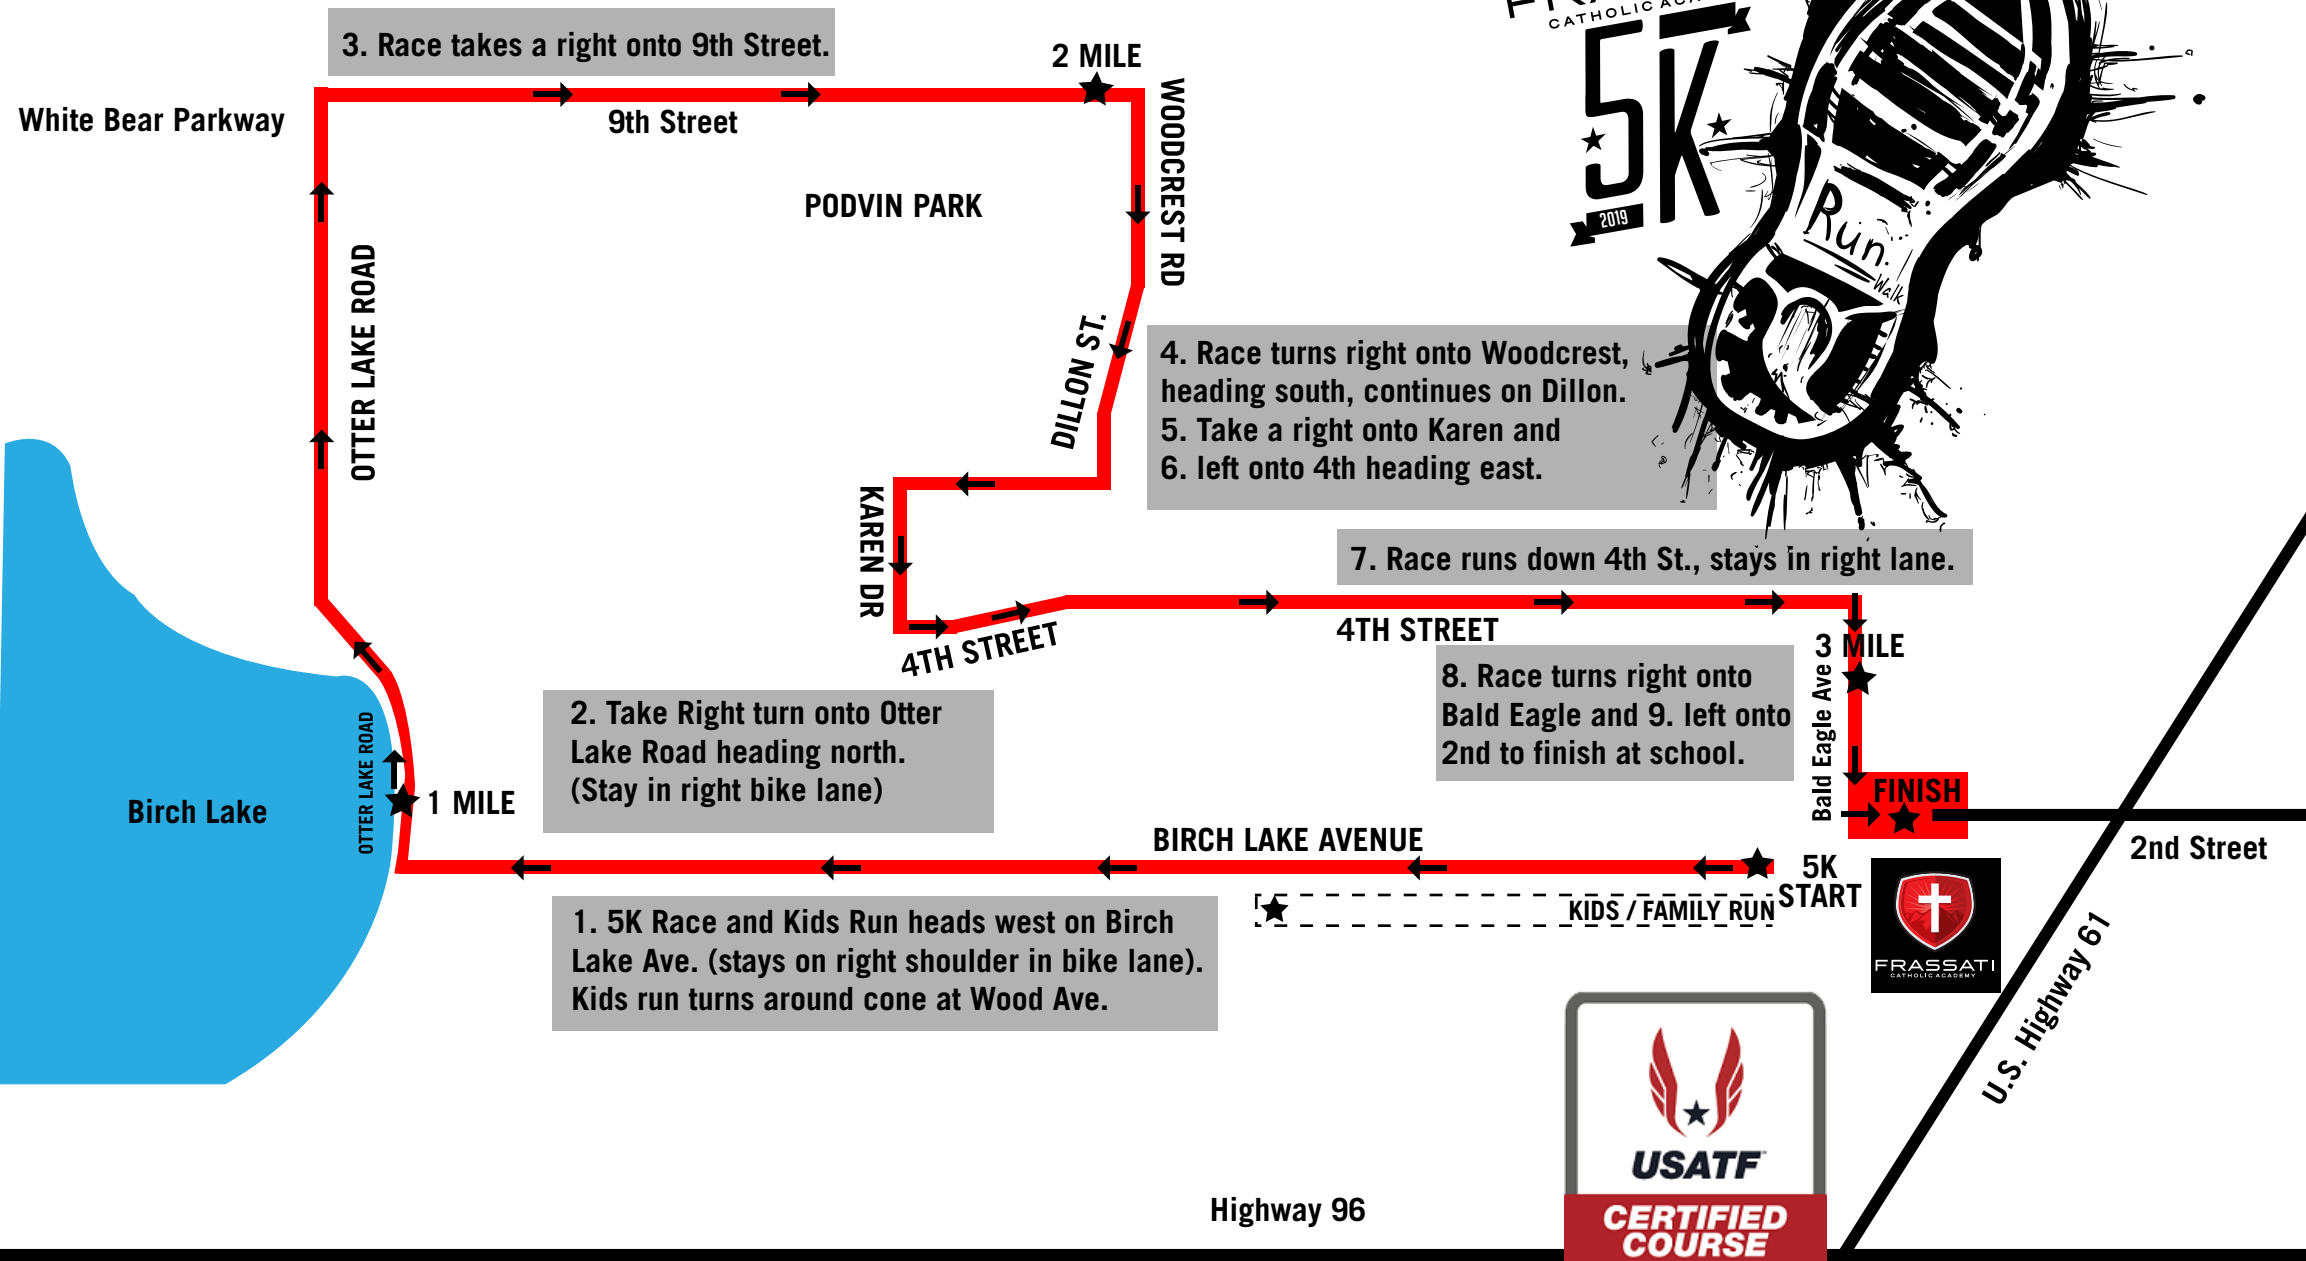 3. Race takes a right onto 9th Street.
2 MILE
CATHOLIC
5K
2019
Run.
Walk
White Bear Parkway
9th Street
WOODCREST RD
PODVIN PARK
OTTER LAKE ROAD
DILLON ST.
4. Race turns right onto Woodcrest,
heading south, continues on Dillon.
5. Take a right onto Karen and
6. left onto 4th heading east.
KAREN DR
7. Race runs down 4th St., stays in right lane.
4TH STREET
4TH STREET
3 MILE
8. Race turns right onto
Bald Eagle and 9. left onto
2nd to finish at school.
Bald Eagle Ave
2. Take Right turn onto Otter
Lake Road heading north.
(Stay in right bike lane)
OTTER LAKE ROAD
1 MILE
Birch Lake
FINISH
BIRCH LAKE AVENUE
2nd Street
5K
START
KIDS / FAMILY RUN
1. 5K Race and Kids Run heads west on Birch
Lake Ave. (stays on right shoulder in bike lane).
Kids run turns around cone at Wood Ave.
FRASSATI
CATHOLIC ACADEMY
U.S. Highway 61
USATF
CERTIFIED
COURSE
Highway 96